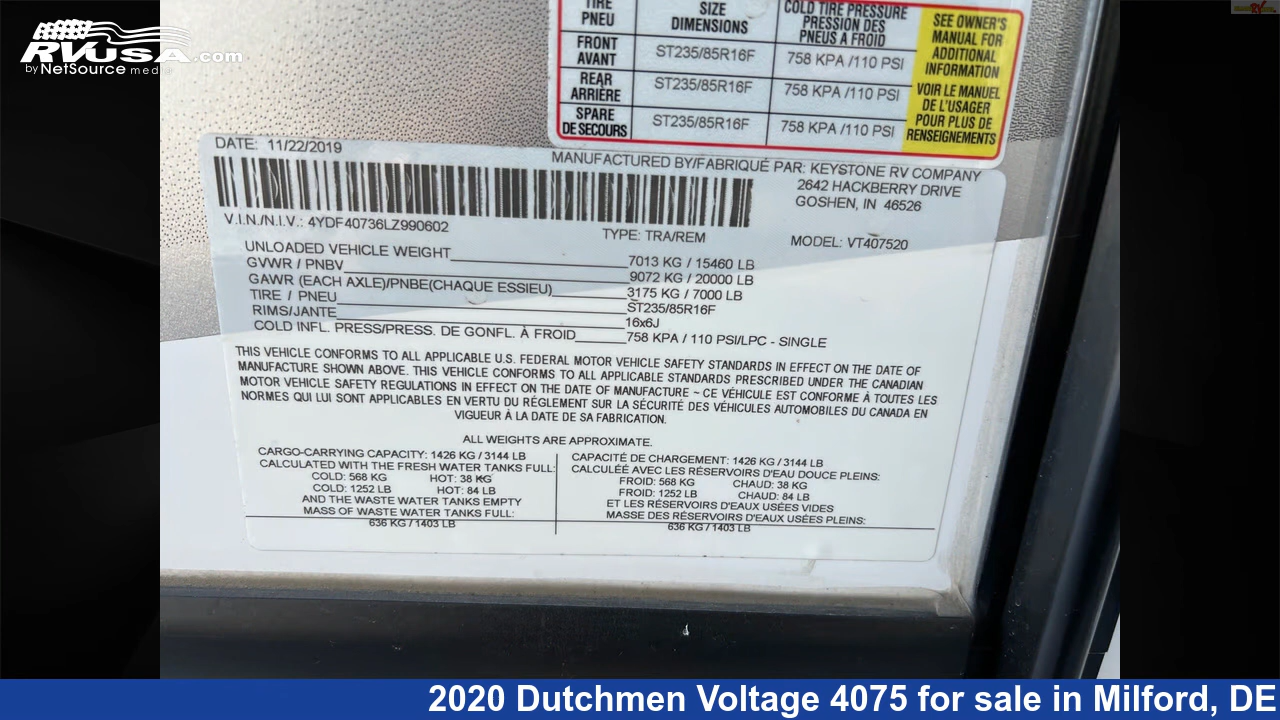 RVUSA.com
by NetSource media
TIRE SIZE COLD TIRE PRESSURE
PNEU DIMENSIONS PRESSION DES
PNEUS A FROID
FRONT
AVANT ST235/85R16F 758 KPA /110 PSI
REAR
ARRIÈRE ST235/85R16F 758 KPA /110 PSI
SPARE
DE SECOURS ST235/85R16F 758 KPA /110 PSI
SEE OWNER'S
MANUAL FOR
ADDITIONAL
INFORMATION
VOIR LE MANUEL
DE L'USAGER
POUR PLUS DE
RENSEIGNEMENTS
DATE: 11/22/2019
MANUFACTURED BY/FABRIQUÉ PAR: KEYSTONE RV COMPANY
2642 HACKBERRY DRIVE
GOSHEN, IN 46526
V.I.N./N.I.V.: 4YDF40736LZ990602
TYPE: TRA/REM
MODEL: VT407520
UNLOADED VEHICLE WEIGHT 7013 KG / 15460 LB
GVWR / PNBV 9072 KG / 20000 LB
GAWR (EACH AXLE)/PNBE(CHAQUE ESSIEU) 3175 KG / 7000 LB
TIRE / PNEU ST235/85R16F
RIMS/JANTE 16x6J
COLD INFL. PRESS/PRESS. DE GONFL. À FROID 758 KPA / 110 PSI/LPC - SINGLE
THIS VEHICLE CONFORMS TO ALL APPLICABLE U.S. FEDERAL MOTOR VEHICLE SAFETY STANDARDS IN EFFECT ON THE DATE OF
MANUFACTURE SHOWN ABOVE. THIS VEHICLE CONFORMS TO ALL APPLICABLE STANDARDS PRESCRIBED UNDER THE CANADIAN
MOTOR VEHICLE SAFETY REGULATIONS IN EFFECT ON THE DATE OF MANUFACTURE ~ CE VÉHICULE EST CONFORME À TOUTES LES
NORMES QUI LUI SONT APPLICABLES EN VERTU DU RÉGLEMENT SUR LA SÉCURITÉ DES VÉHICULES AUTOMOBILES DU CANADA EN
VIGUEUR À LA DATE DE SA FABRICATION.
ALL WEIGHTS ARE APPROXIMATE.
CARGO-CARRYING CAPACITY: 1426 KG / 3144 LB
CALCULATED WITH THE FRESH WATER TANKS FULL:
COLD: 568 KG HOT: 38 KG
COLD: 1252 LB HOT: 84 LB
AND THE WASTE WATER TANKS EMPTY
MASS OF WASTE WATER TANKS FULL:
636 KG / 1403 LB
CAPACITÉ DE CHARGEMENT: 1426 KG / 3144 LB
CALCULÉE AVEC LES RÉSERVOIRS D'EAU DOUCE PLEINS:
FROID: 568 KG CHAUD: 38 KG
FROID: 1252 LB CHAUD: 84 LB
ET LES RÉSERVOIRS D'EAUX USÉES VIDES
MASSE DES RÉSERVOIRS D'EAUX USÉES PLEINS:
636 KG / 1403 LB
2020 Dutchmen Voltage 4075 for sale in Milford, DE